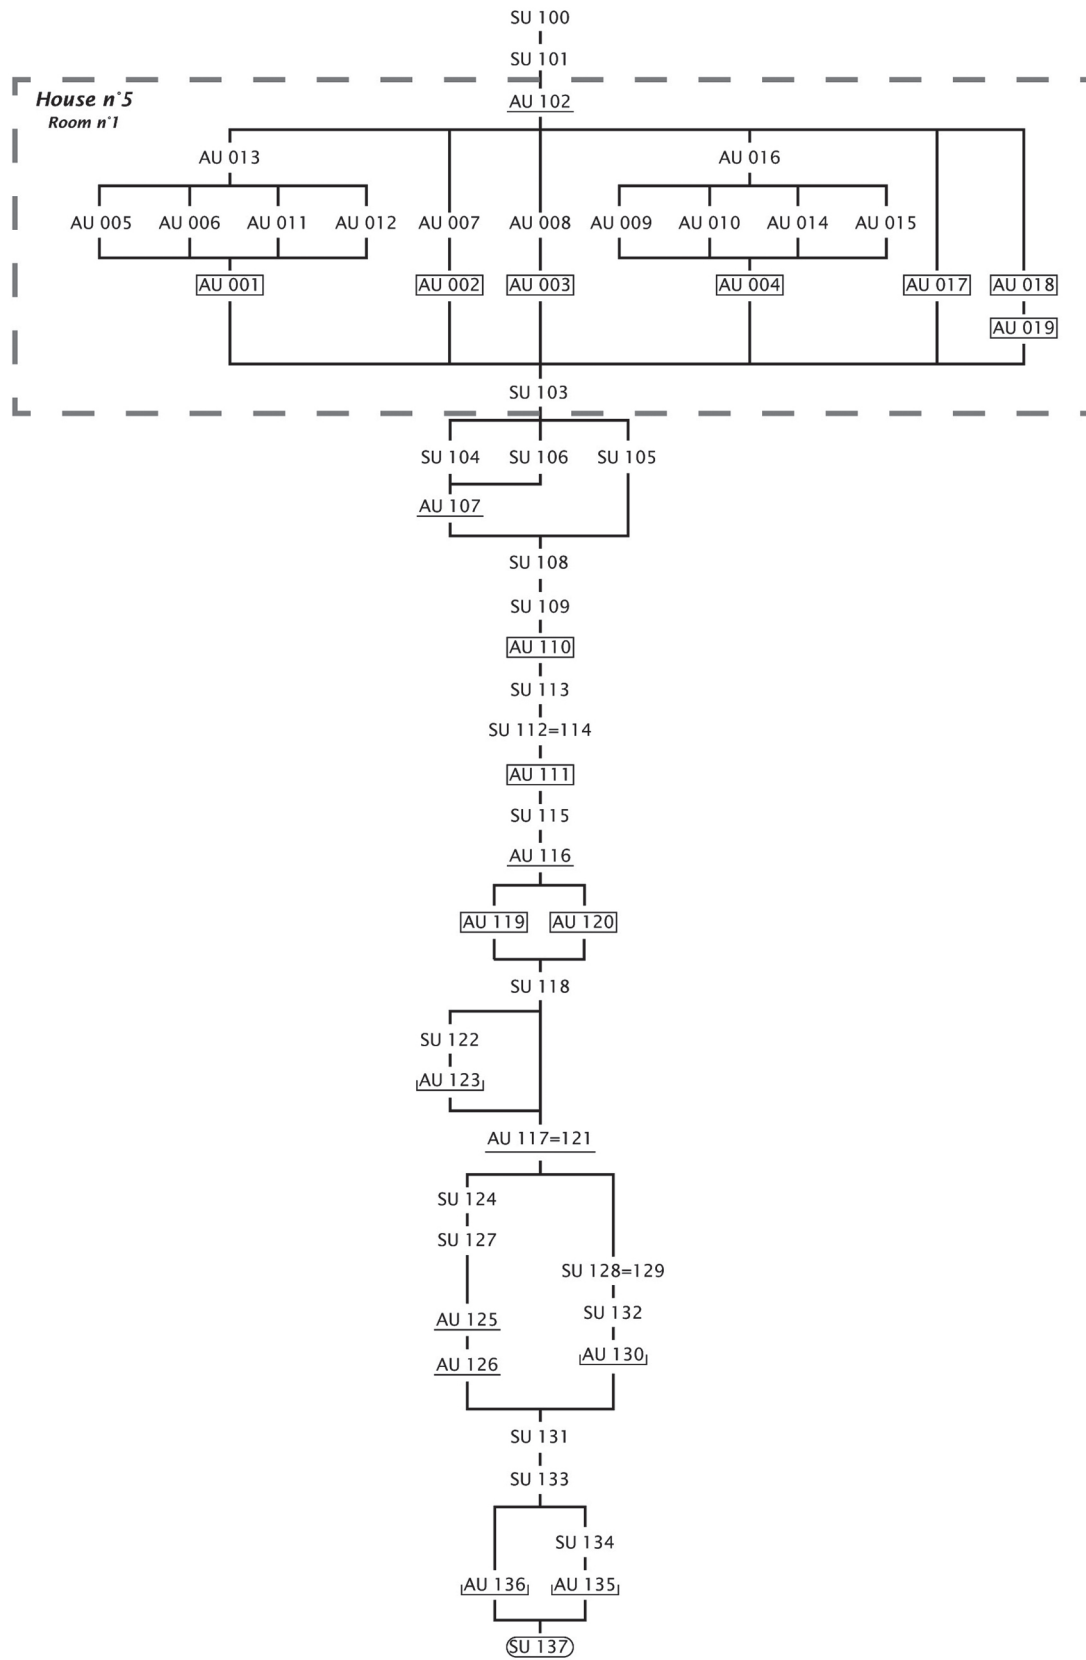 SU 100
SU 101
House n°5
AU 102
Room n°1
AU 013
AU 016
AU 005 AU 006 AU 011 AU 012 AU 007 AU 008 AU 009 AU 010 AU 014 AU 015
AU 001 AU 002 AU 003 AU 004 AU 017 AU 018
AU 019
SU 103
SU 104 SU 106 SU 105
AU 107
SU 108
SU 109
AU 110
SU 113
SU 112=114
AU 111
SU 115
AU 116
AU 119 AU 120
SU 118
SU 122
AU 123
AU 117=121
SU 124
SU 127
SU 128=129
SU 132
AU 125
AU 130
AU 126
SU 131
SU 133
SU 134
AU 136 AU 135
SU 137